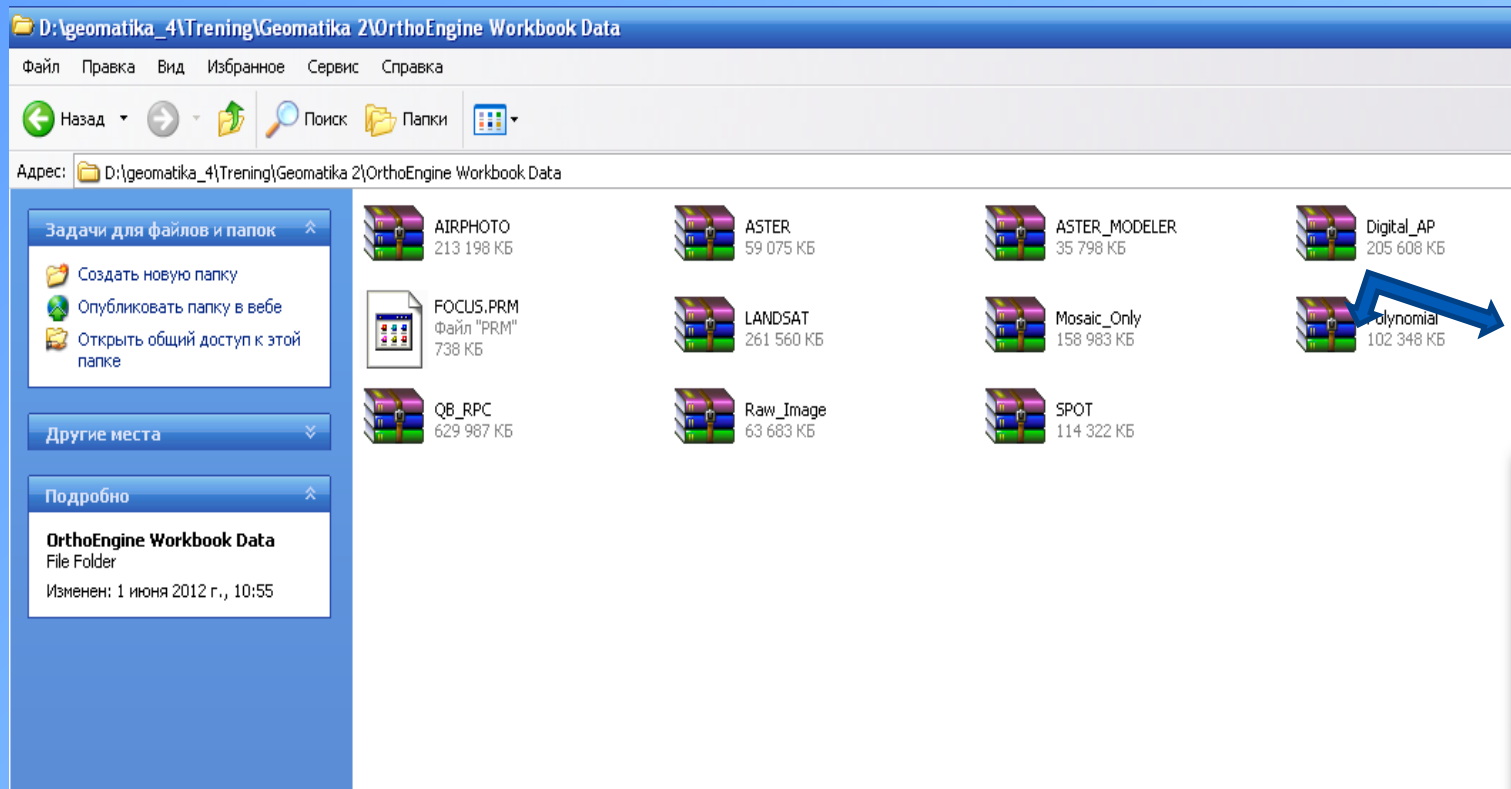 D:\geomatika_4\Trening\Geomatika 2\OrthoEngine Workbook Data
Файл Правка Вид Избранное Сервис Справка
Назад Поиск Папки
Адрес: D:\geomatika_4\Trening\Geomatika 2\OrthoEngine Workbook Data
Задачи для файлов и папок
Создать новую папку
Опубликовать папку в вебе
Открыть общий доступ к этой
папке
Другие места
Подробно
OrthoEngine Workbook Data
File Folder
Изменен: 1 июня 2012 г., 10:55
AIRPHOTO
213 198 КБ
ASTER
59 075 КБ
ASTER_MODELER
35 798 КБ
Digital_AP
205 608 КБ
FOCUS.PRM
Файл "PRM"
738 КБ
LANDSAT
261 560 КБ
Mosaic_Only
158 983 КБ
Polynomial
102 348 КБ
QB_RPC
629 987 КБ
Raw_Image
63 683 КБ
SPOT
114 322 КБ